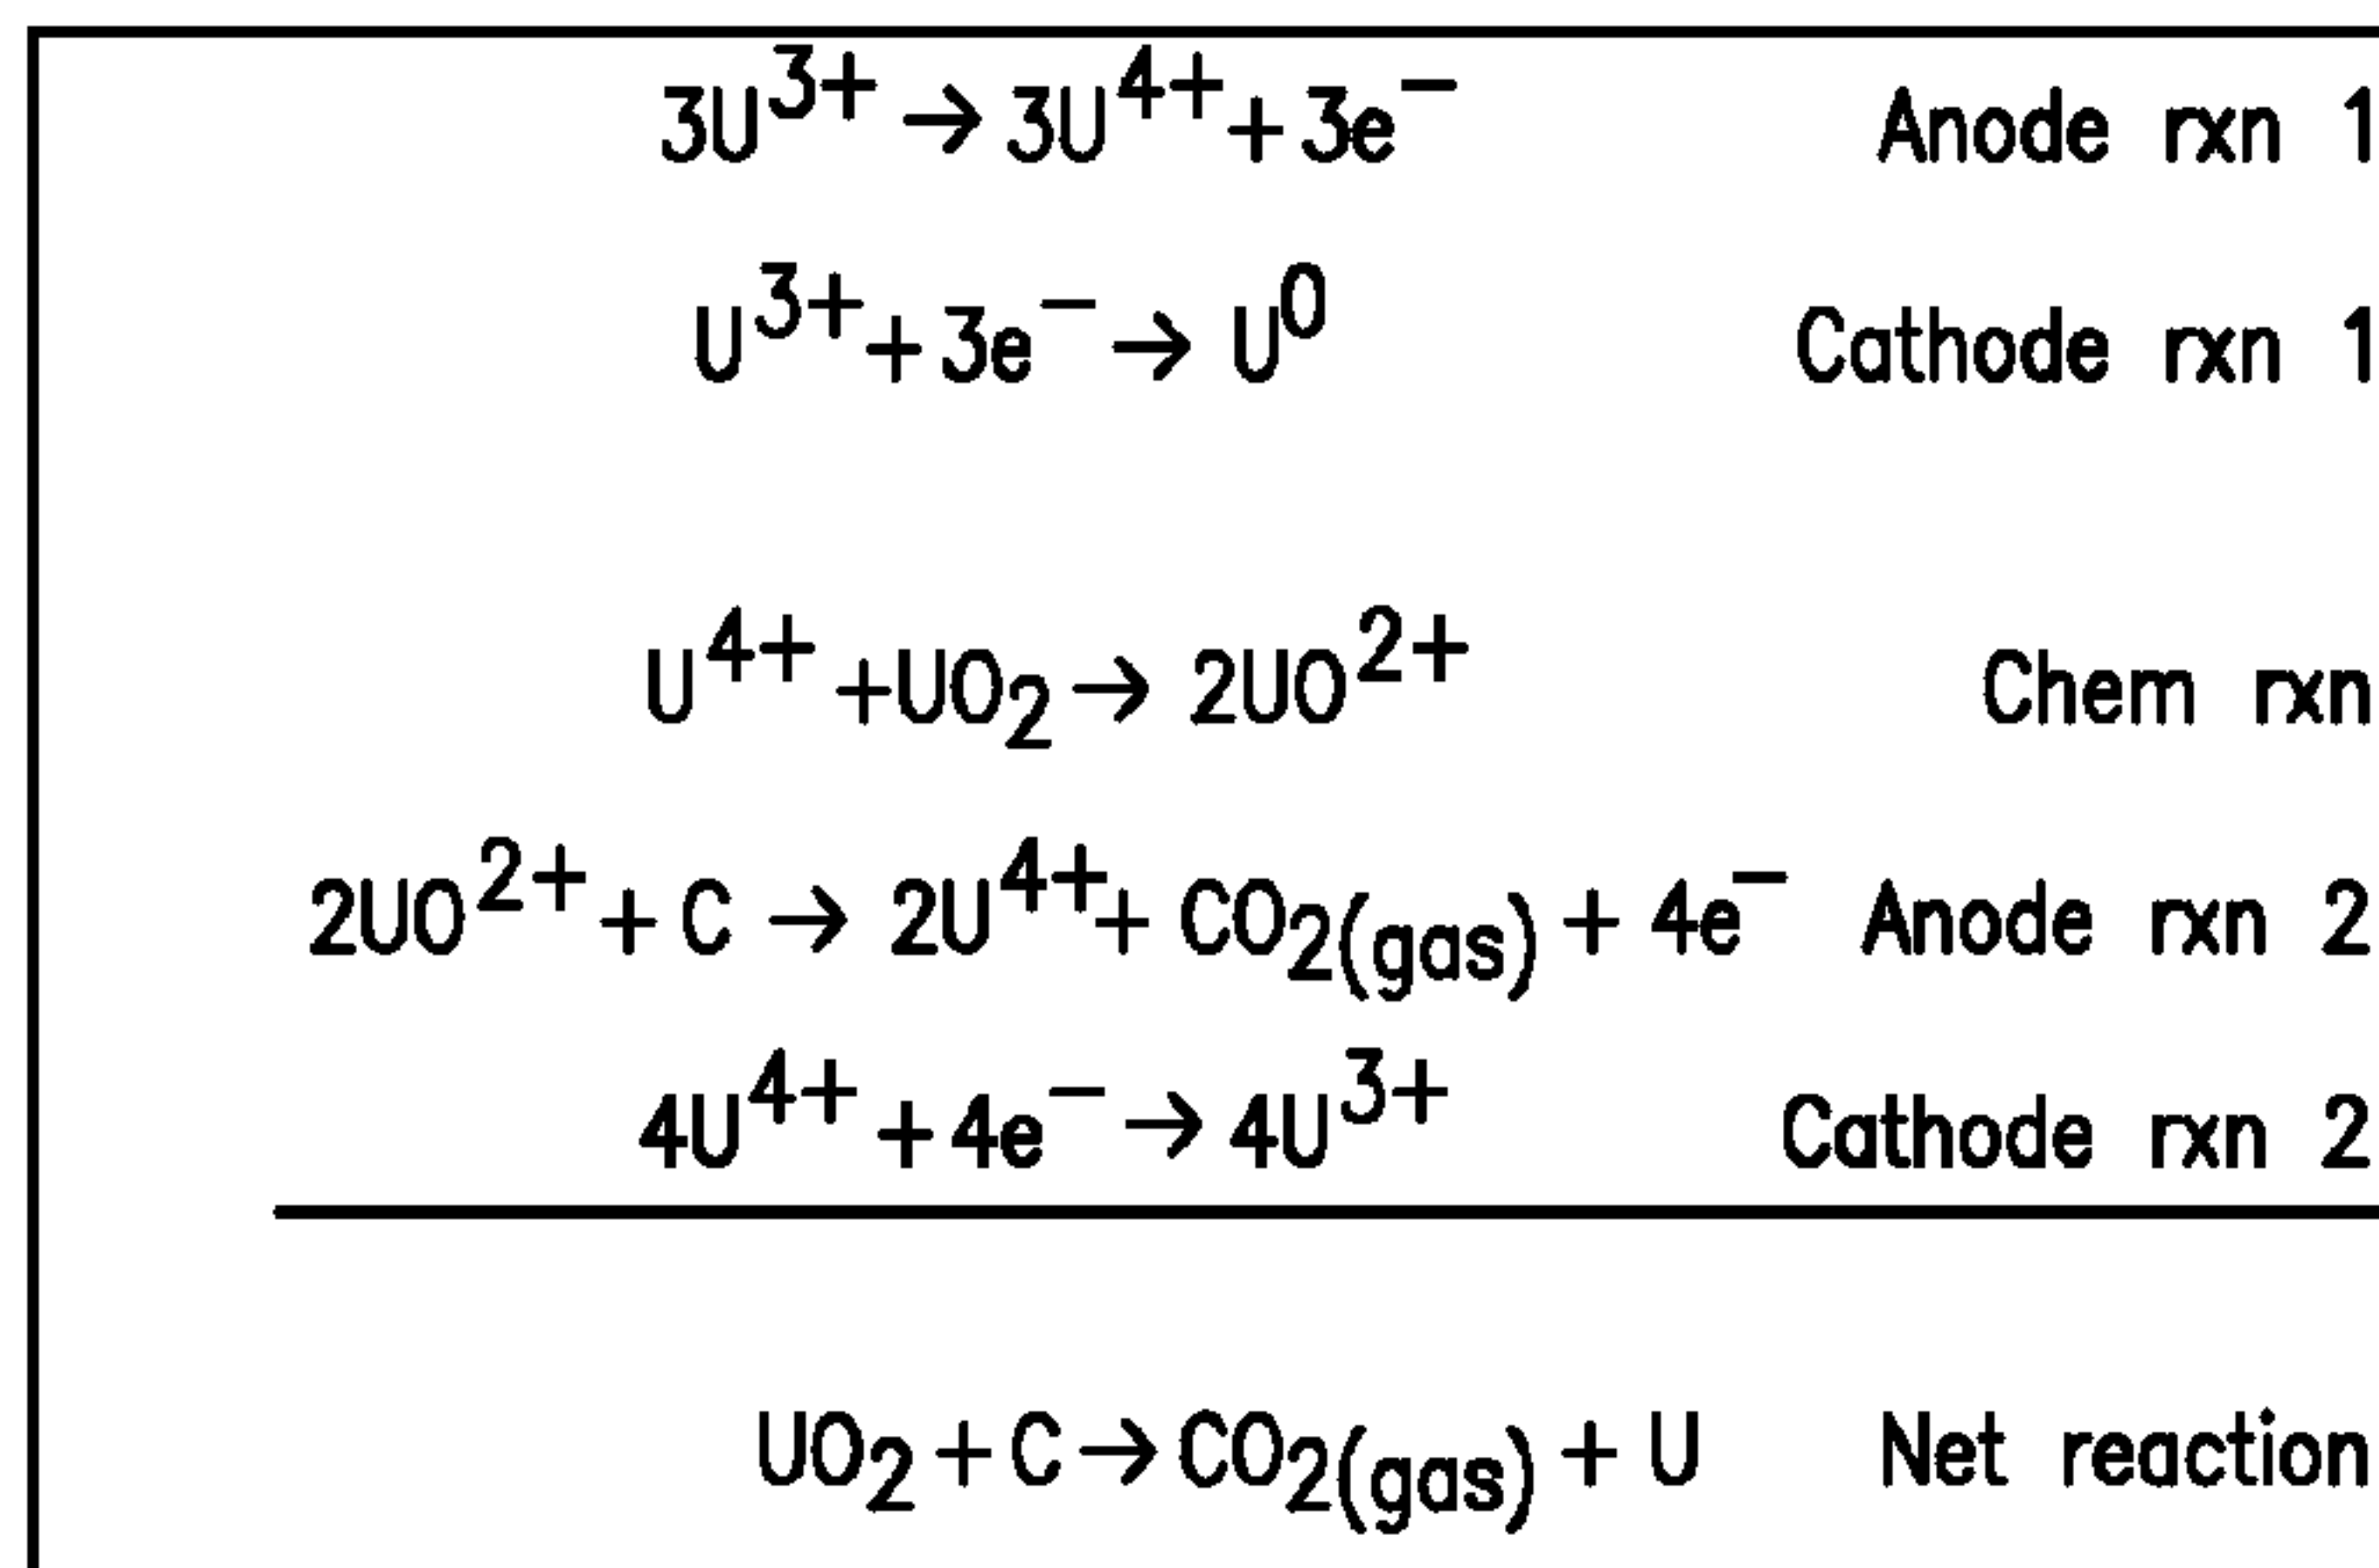 3U³⁺ → 3U⁴⁺ + 3e⁻ Anode rxn 1
U³⁺ + 3e⁻ → U⁰ Cathode rxn 1
U⁴⁺ + UO₂ → 2UO²⁺ Chem rxn
2UO²⁺ + C → 2U⁴⁺ + CO₂(gas) + 4e⁻ Anode rxn 2
4U⁴⁺ + 4e⁻ → 4U³⁺ Cathode rxn 2
UO₂ + C → CO₂(gas) + U Net reaction